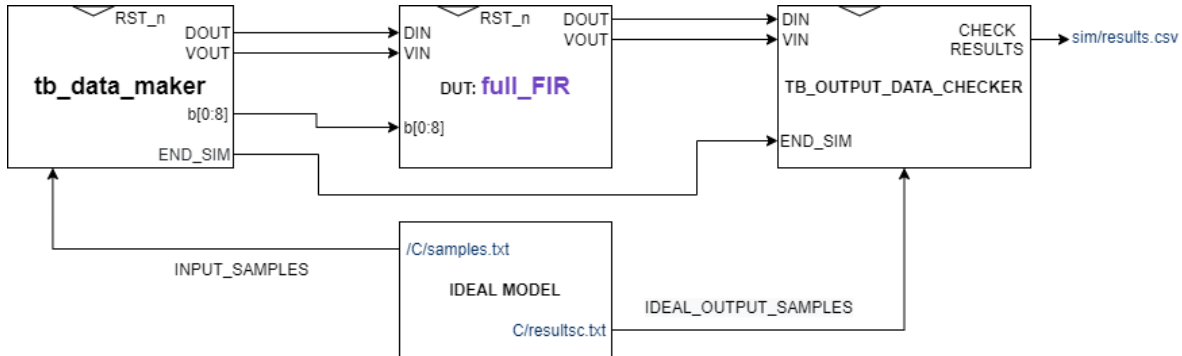 RST_n
DOUT
VOUT
tb_data_maker
b[0:8]
END_SIM
RST_n
DIN
VIN
DOUT
VOUT
DUT: full_FIR
b[0:8]
DIN
VIN
CHECK
RESULTS
TB_OUTPUT_DATA_CHECKER
END_SIM
sim/results.csv
/C/samples.txt
INPUT_SAMPLES
IDEAL MODEL
IDEAL_OUTPUT_SAMPLES
C/resultsc.txt